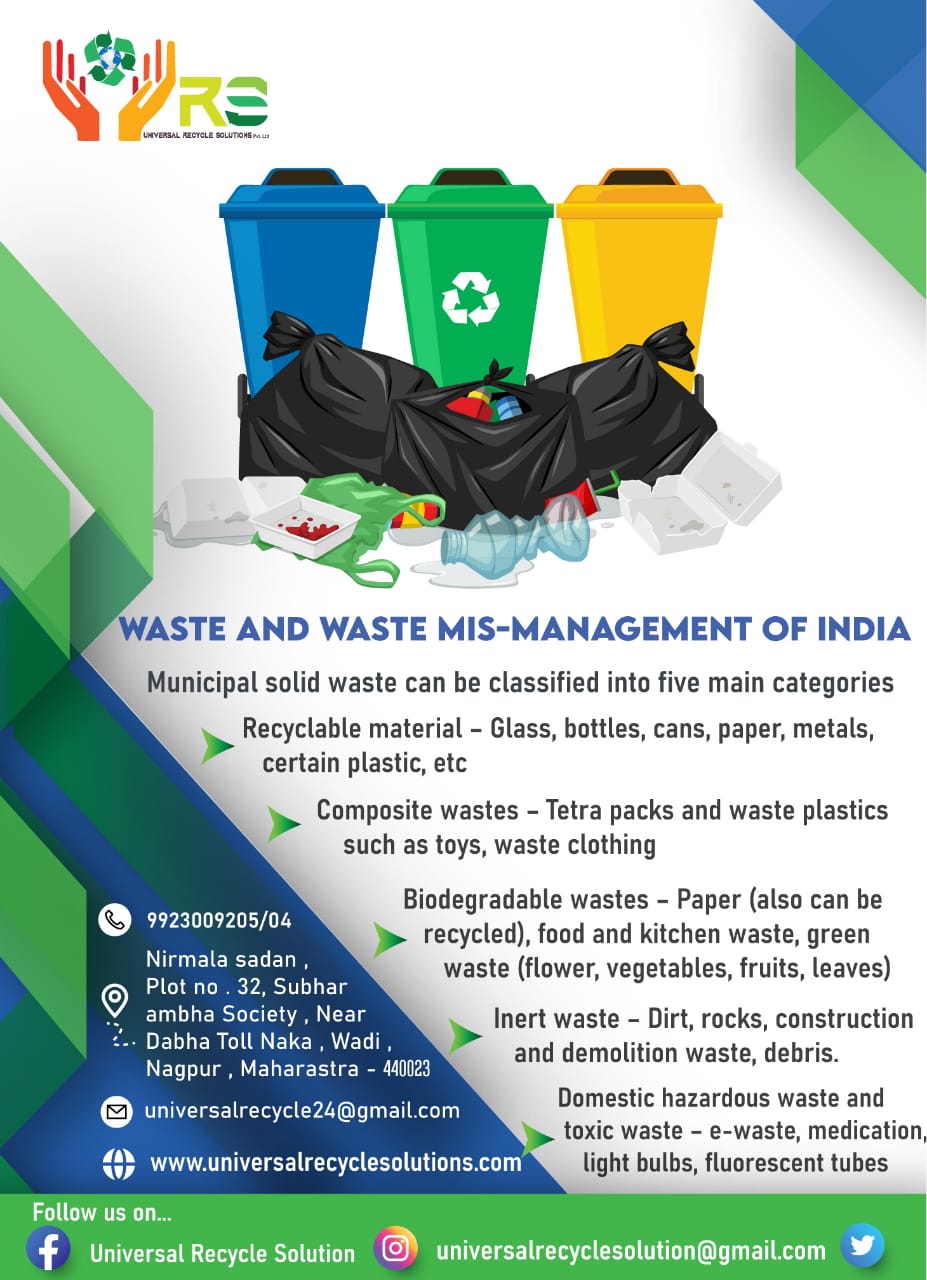 RS
UNIVERSAL RECYCLE SOLUTIONS Pvt. Ltd
WASTE AND WASTE MIS-MANAGEMENT OF INDIA
Municipal solid waste can be classified into five main categories
Recyclable material – Glass, bottles, cans, paper, metals,
certain plastic, etc
Composite wastes – Tetra packs and waste plastics
such as toys, waste clothing
Biodegradable wastes – Paper (also can be
recycled), food and kitchen waste, green
waste (flower, vegetables, fruits, leaves)
Inert waste – Dirt, rocks, construction
and demolition waste, debris.
Domestic hazardous waste and
toxic waste – e-waste, medication,
light bulbs, fluorescent tubes
9923009205/04
Nirmala sadan ,
Plot no . 32, Subhar
ambha Society , Near
Dabha Toll Naka , Wadi ,
Nagpur , Maharastra - 440023
universalrecycle24@gmail.com
www.universalrecyclesolutions.com
Follow us on...
Universal Recycle Solution
universalrecyclesolution@gmail.com